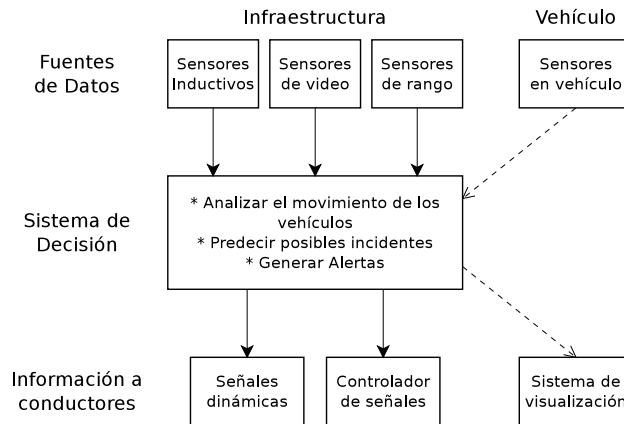 Infraestructura
Vehículo
Fuentes
de Datos
Sensores
Inductivos
Sensores
de video
Sensores
de rango
Sensores
en vehículo
Sistema de
Decisión
* Analizar el movimiento de los
vehículos
* Predecir posibles incidentes
* Generar Alertas
Información a
conductores
Señales
dinámicas
Controlador
de señales
Sistema de
visualización